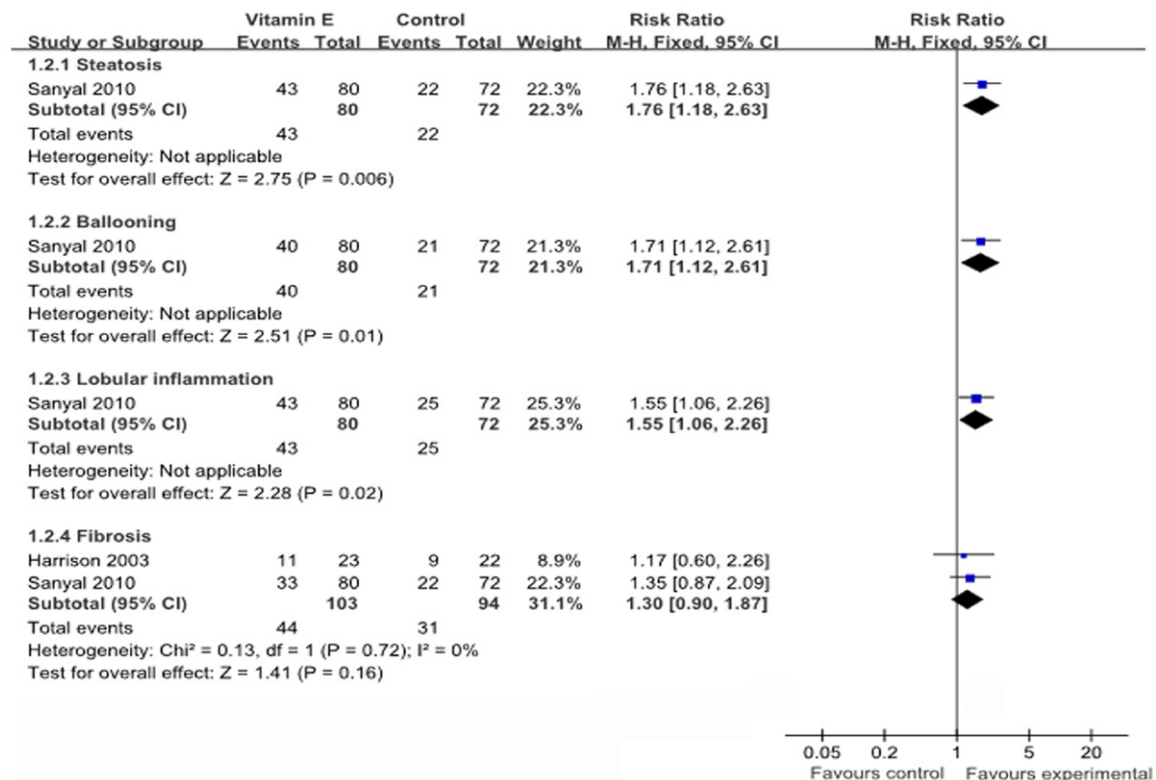 Vitamin E Control Risk Ratio Risk Ratio
Study or Subgroup Events Total Events Total Weight M-H, Fixed, 95% CI M-H, Fixed, 95% CI
1.2.1 Steatosis
Sanyal 2010 43 80 22 72 22.3% 1.76 [1.18, 2.63]
Subtotal (95% CI) 80 72 22.3% 1.76 [1.18, 2.63]
Total events 43 22
Heterogeneity: Not applicable
Test for overall effect: Z = 2.75 (P = 0.006)
1.2.2 Ballooning
Sanyal 2010 40 80 21 72 21.3% 1.71 [1.12, 2.61]
Subtotal (95% CI) 80 72 21.3% 1.71 [1.12, 2.61]
Total events 40 21
Heterogeneity: Not applicable
Test for overall effect: Z = 2.51 (P = 0.01)
1.2.3 Lobular inflammation
Sanyal 2010 43 80 25 72 25.3% 1.55 [1.06, 2.26]
Subtotal (95% CI) 80 72 25.3% 1.55 [1.06, 2.26]
Total events 43 25
Heterogeneity: Not applicable
Test for overall effect: Z = 2.28 (P = 0.02)
1.2.4 Fibrosis
Harrison 2003 11 23 9 22 8.9% 1.17 [0.60, 2.26]
Sanyal 2010 33 80 22 72 22.3% 1.35 [0.87, 2.09]
Subtotal (95% CI) 103 94 31.1% 1.30 [0.90, 1.87]
Total events 44 31
Heterogeneity: Chi² = 0.13, df = 1 (P = 0.72); I² = 0%
Test for overall effect: Z = 1.41 (P = 0.16)
0.05 0.2 1 5 20
Favours control Favours experimental